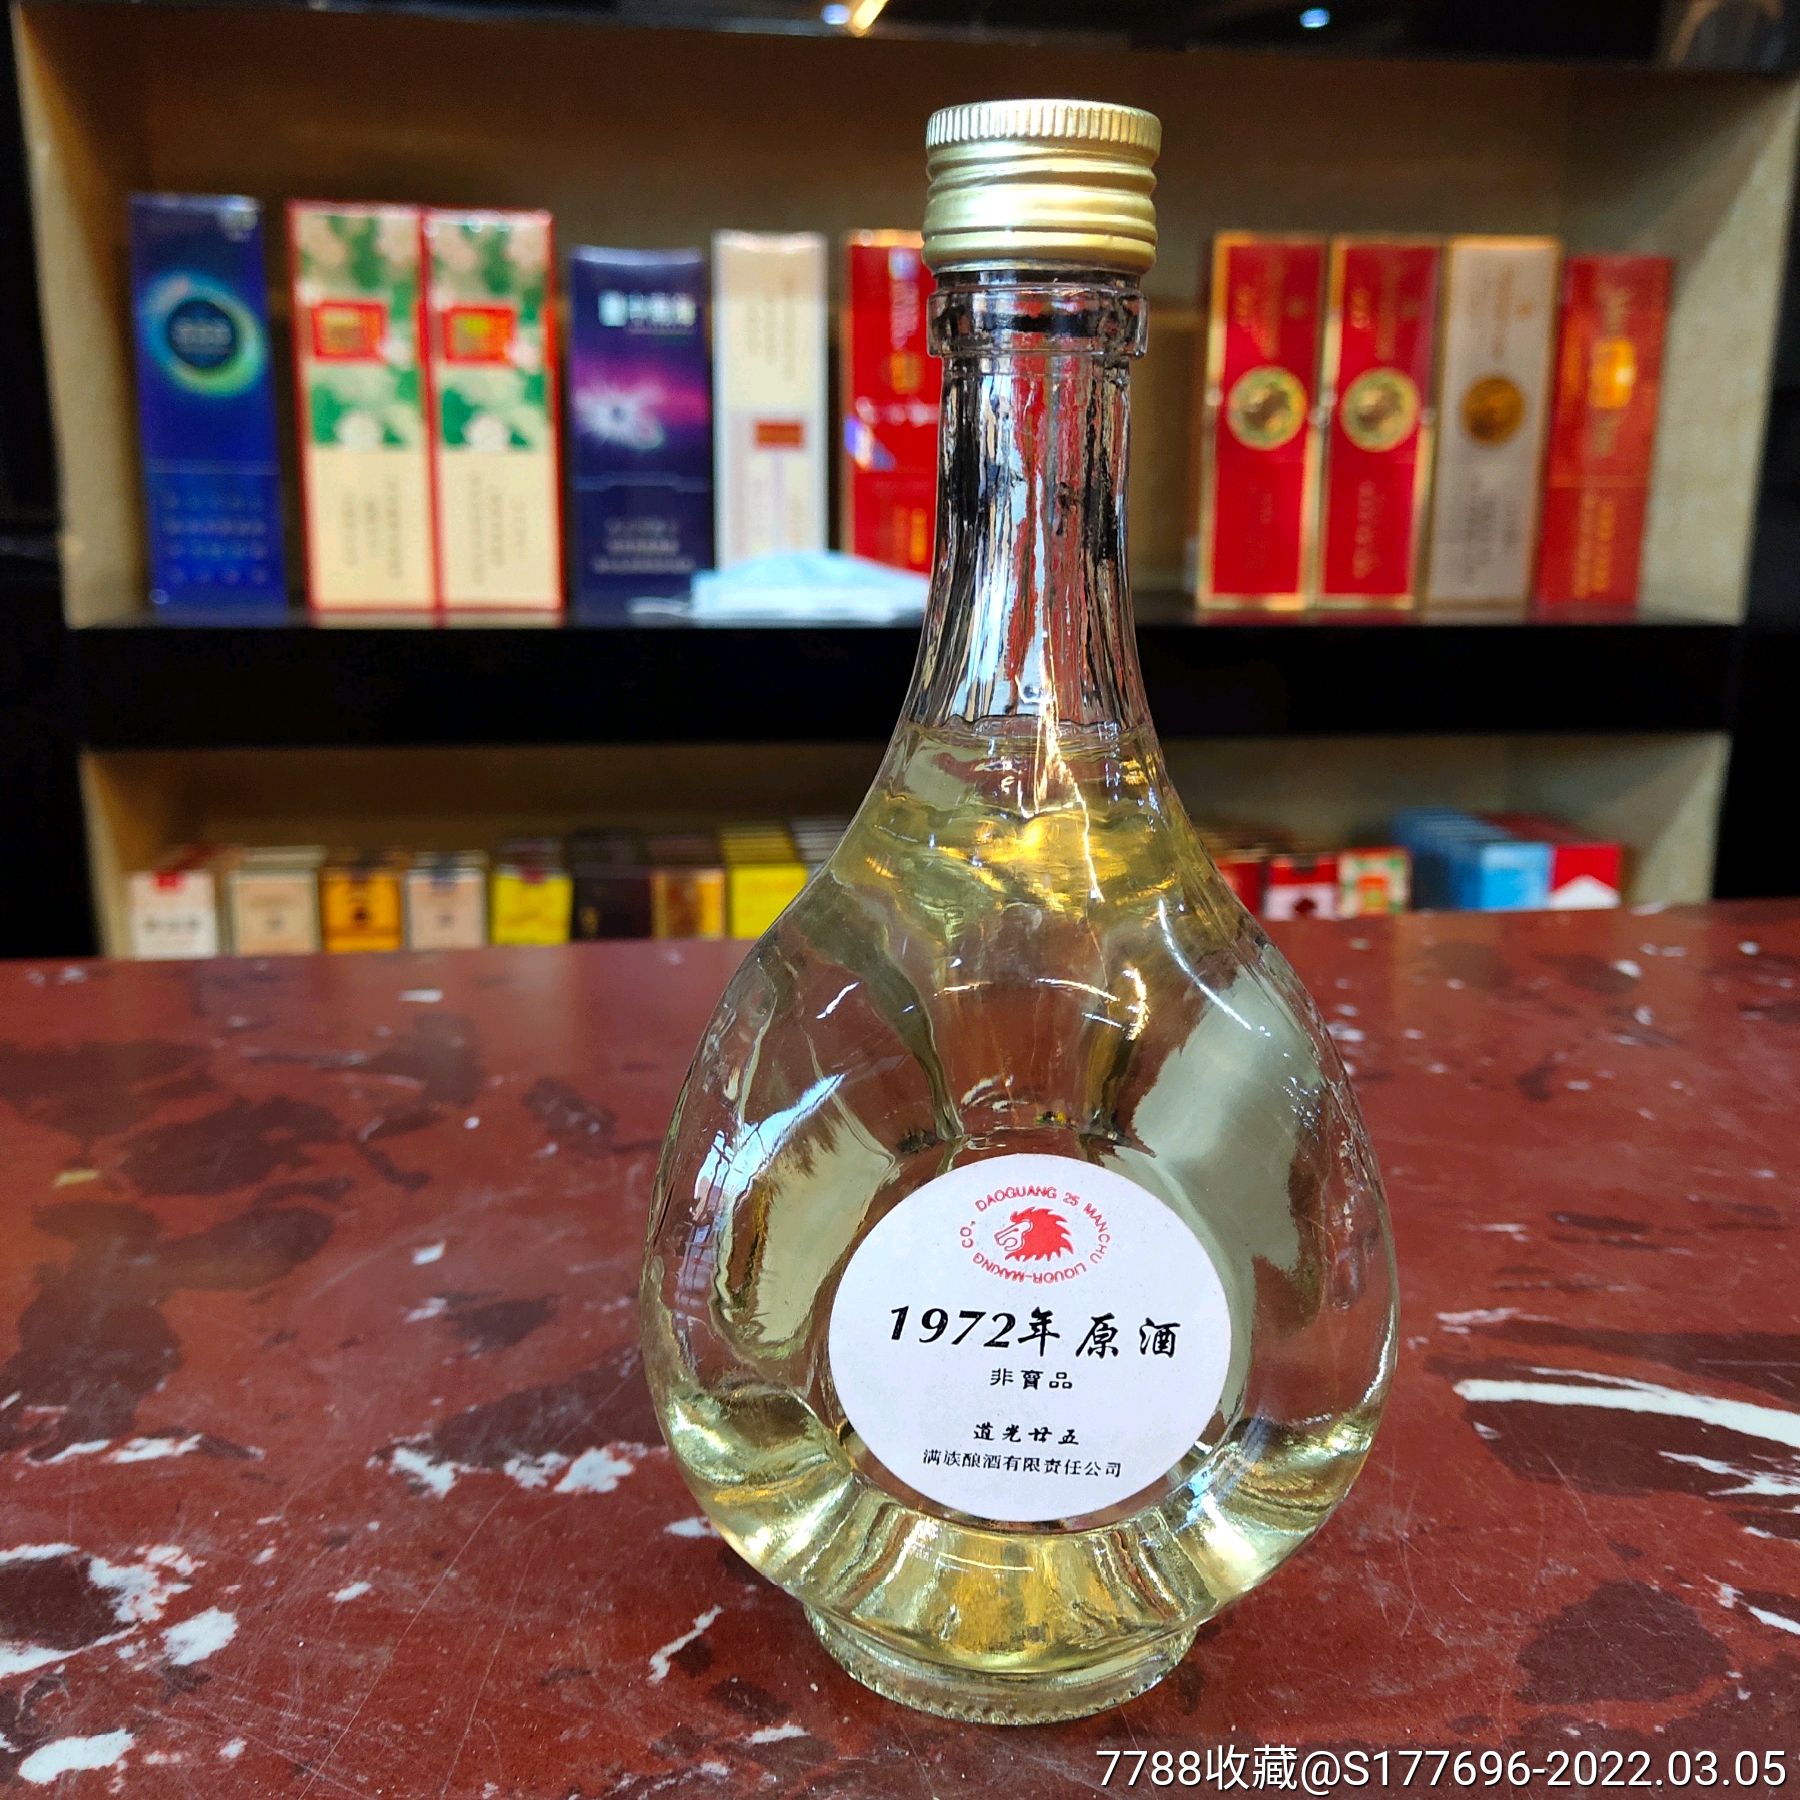 DAOGUANG 25 MANCHU LIQUOR-MAKING CO.,
1972年原酒
非賣品
道光廿五
满族酿酒有限责任公司
7788收藏@S177696-2022.03.05